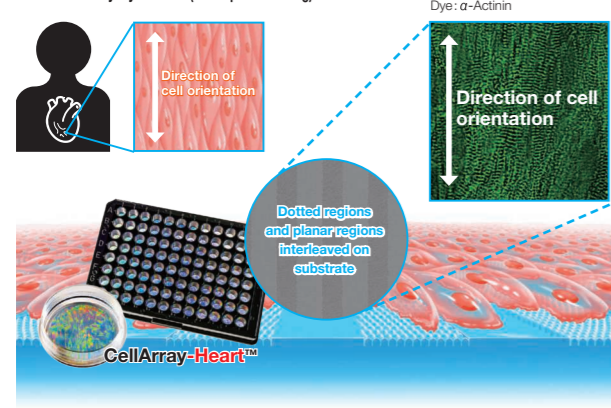 Dye: α-Actinin
Direction of
cell orientation
Direction of cell
orientation
Dotted regions
and planar regions
interleaved on
substrate
A
B
C
D
E
CellArray-Heart™